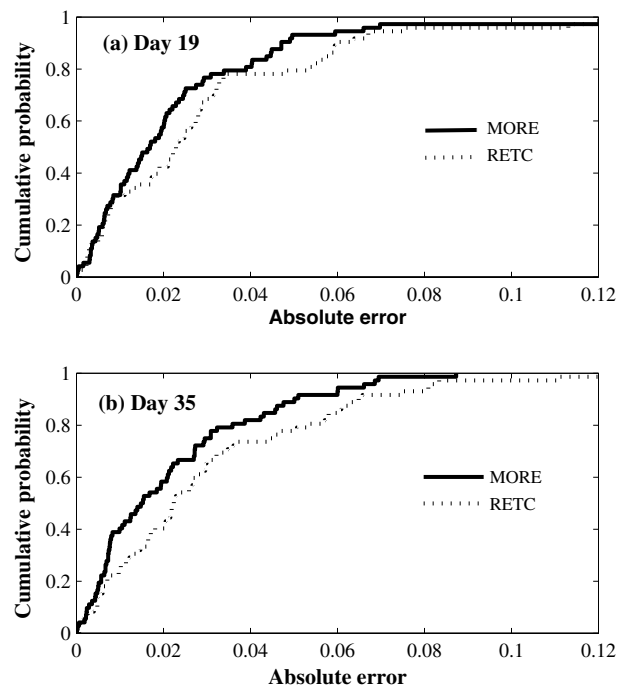 1
(a) Day 19
0.8
0.6
MORE
RETC
0.4
0.2
0
Cumulative probability
0 0.02 0.04 0.06 0.08 0.1 0.12
Absolute error
1
(b) Day 35
0.8
0.6
MORE
RETC
0.4
0.2
0
Cumulative probability
0 0.02 0.04 0.06 0.08 0.1 0.12
Absolute error